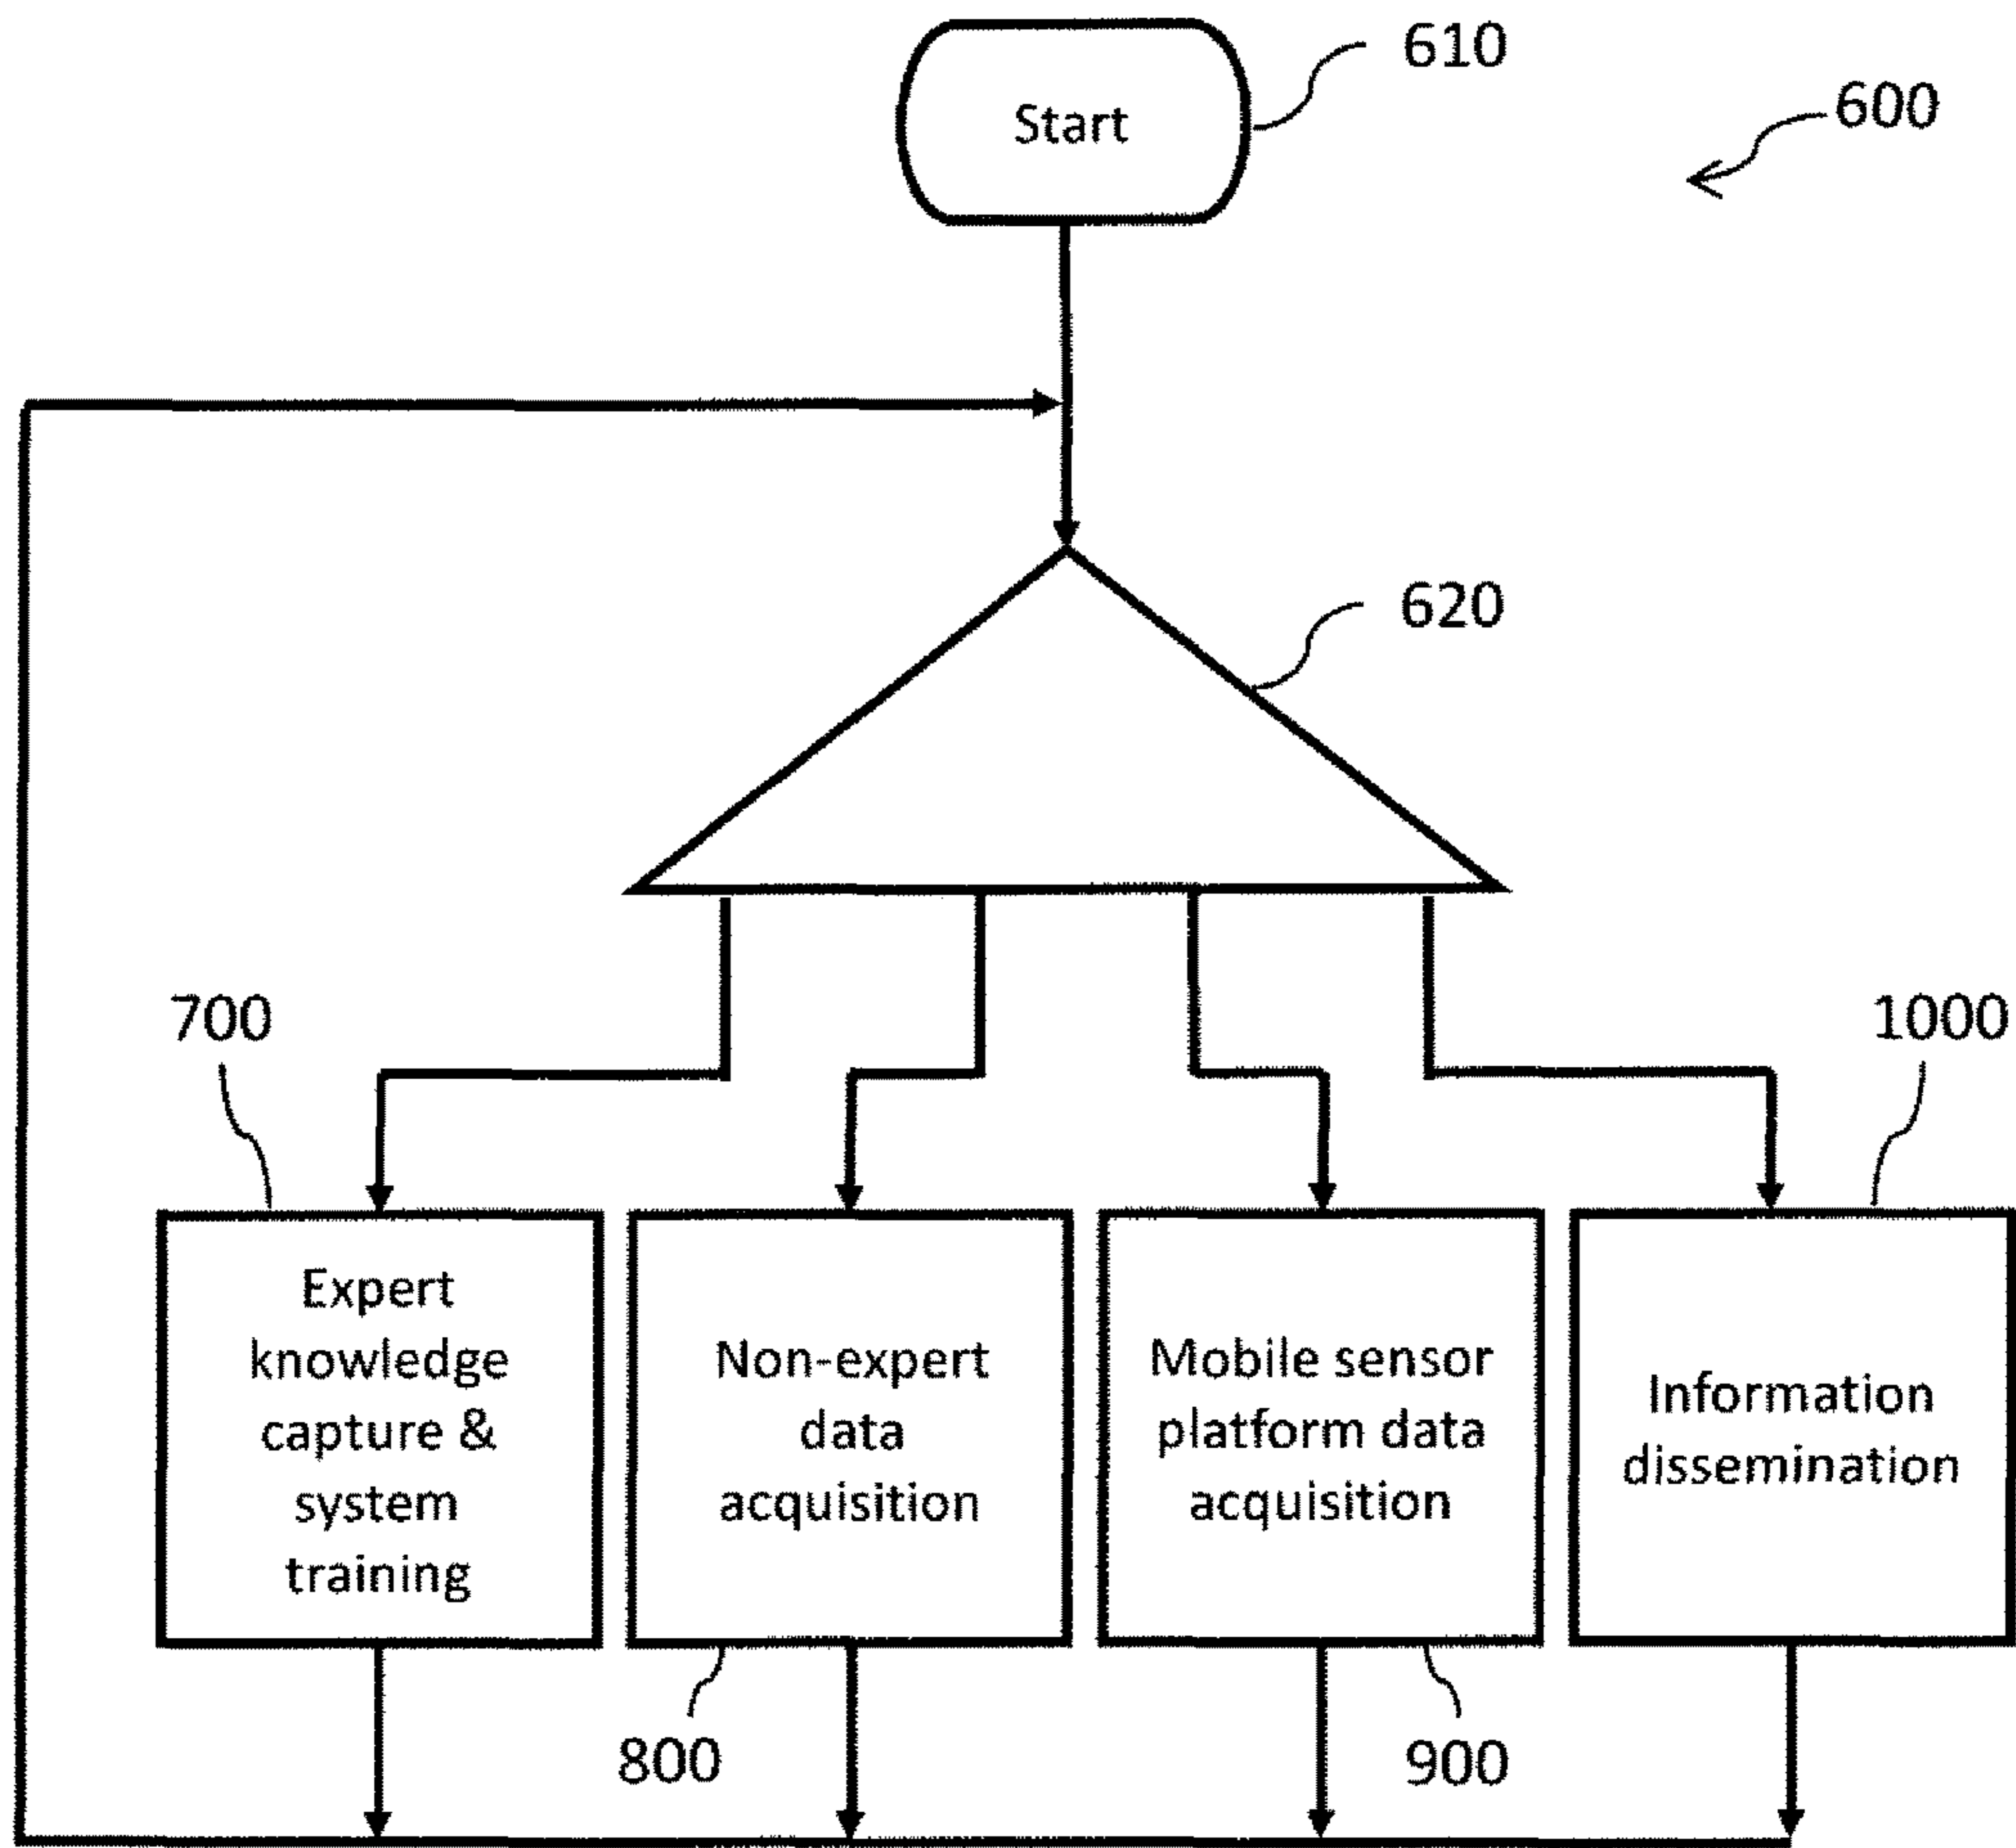 610
Start
600
620
700
1000
Expert
knowledge
capture &
system
training
Non-expert
data
acquisition
Mobile sensor
platform data
acquisition
Information
dissemination
800
900